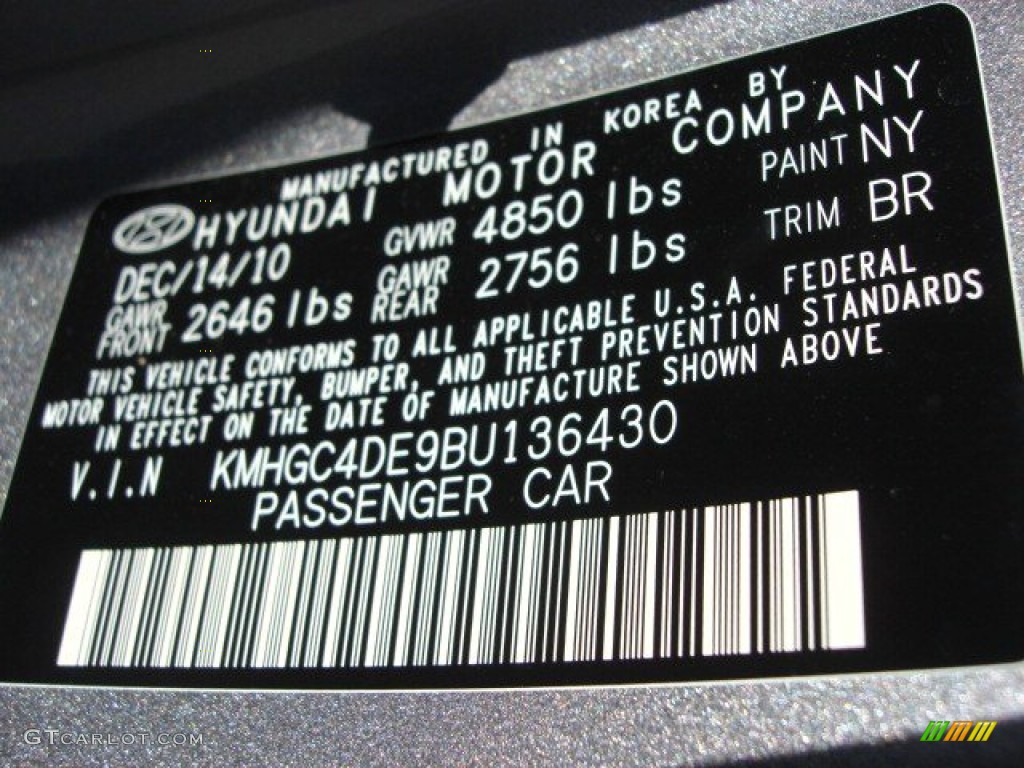 MANUFACTURED IN KOREA BY
HYUNDAI MOTOR COMPANY
DEC/14/10 GVWR 4850 lbs PAINT NY
GAWR FRONT 2646 lbs GAWR REAR 2756 lbs TRIM BR
THIS VEHICLE CONFORMS TO ALL APPLICABLE U.S.A. FEDERAL
MOTOR VEHICLE SAFETY, BUMPER, AND THEFT PREVENTION STANDARDS
IN EFFECT ON THE DATE OF MANUFACTURE SHOWN ABOVE
V.I.N KMHGC4DE9BU136430
PASSENGER CAR
GTCARLOT.COM